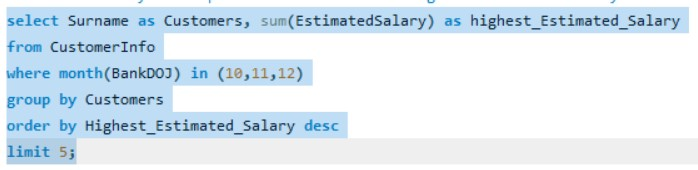 select Surname as Customers, sum(EstimatedSalary) as highest_Estimated_Salary
from CustomerInfo
where month(BankDOJ) in (10,11,12)
group by Customers
order by Highest_Estimated_Salary desc
limit 5;